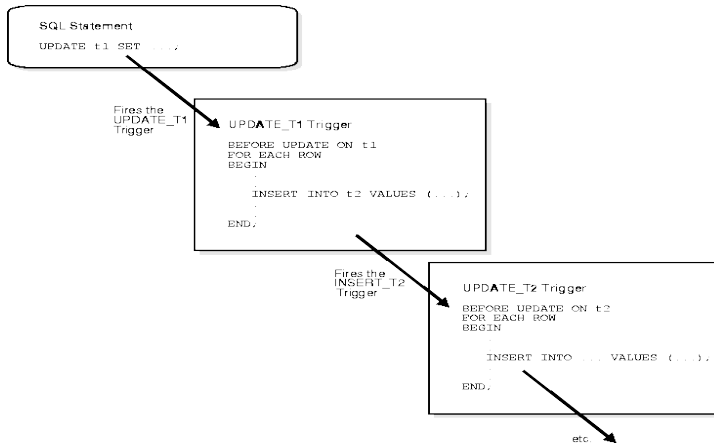 SQL Statement
UPDATE t1 SET ...;
Fires the
UPDATE_T1
Trigger
UPDATE_T1 Trigger
BEFORE UPDATE ON t1
FOR EACH ROW
BEGIN
.
.
INSERT INTO t2 VALUES (...);
.
.
END;
Fires the
INSERT_T2
Trigger
UPDATE_T2 Trigger
BEFORE UPDATE ON t2
FOR EACH ROW
BEGIN
.
.
INSERT INTO ... VALUES (...);
.
.
END;
etc.